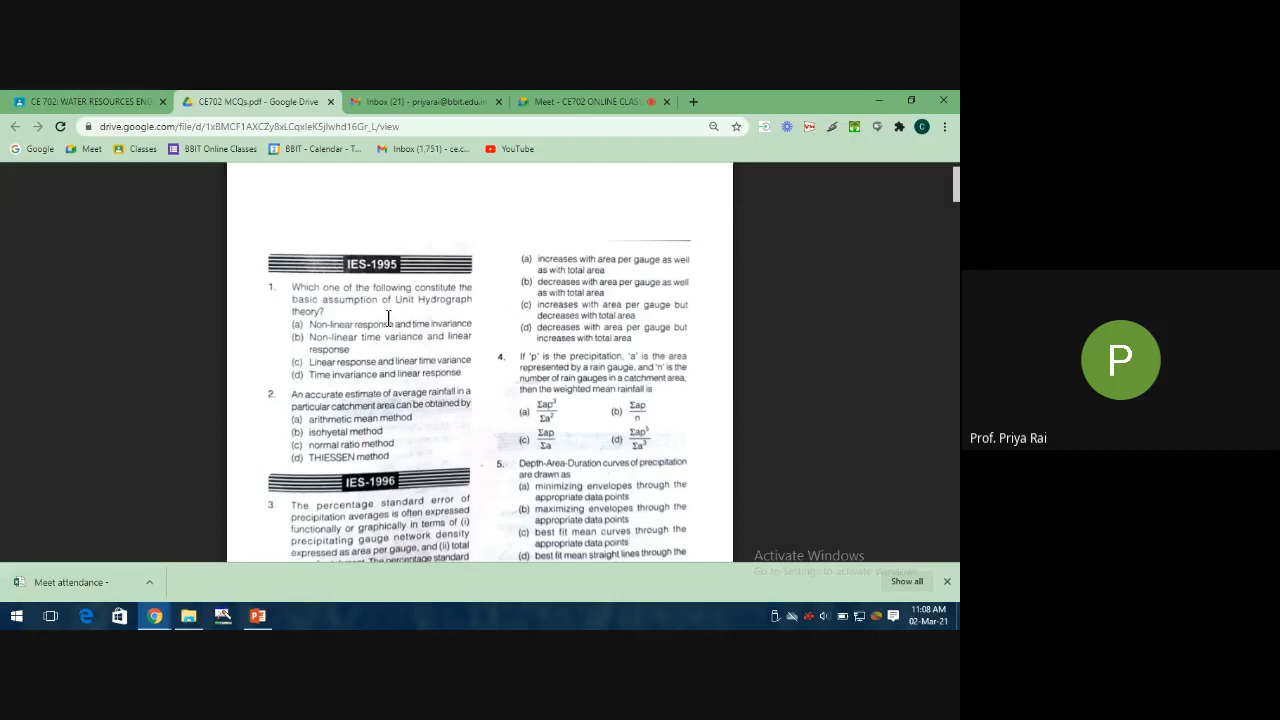 CE 702: WATER RESOURCES ENG
CE702 MCQs.pdf - Google Drive
Inbox (21) - priyarai@bbit.edu.in
Meet - CE702 ONLINE CLAS
Google
Meet
Classes
BBIT Online Classes
BBIT - Calendar - T...
Inbox (1,751) - ce.c...
YouTube
IES-1995
1. Which one of the following constitute the
basic assumption of Unit Hydrograph
theory?
(a) Non-linear response and time invariance
(b) Non-linear time variance and linear
response
(c) Linear response and linear time variance
(d) Time invariance and linear response
2. An accurate estimate of average rainfall in a
particular catchment area can be obtained by
(a) arithmetic mean method
(b) isohyetal method
(c) normal ratio method
(d) THIESSEN method
IES-1996
3. The percentage standard error of
precipitation averages is often expressed
functionally or graphically in terms of (i)
precipitating gauge network density
expressed as area per gauge, and (ii) total
The percentage standard
(a) increases with area per gauge as well
as with total area
(b) decreases with area per gauge as well
as with total area
(c) increases with area per gauge but
decreases with total area
(d) decreases with area per gauge but
increases with total area
4. If 'p' is the precipitation, 'a' is the area
represented by a rain gauge, and 'n' is the
number of rain gauges in a catchment area,
then the weighted mean rainfall is
(a) Σap³ / Σa² (b) Σap / n
(c) Σap / Σa (d) Σap⁵ / Σa³
5. Depth-Area-Duration curves of precipitation
are drawn as
(a) minimizing envelopes through the
appropriate data points
(b) maximizing envelopes through the
appropriate data points
(c) best fit mean curves through the
appropriate data points
(d) best fit mean straight lines through the
Activate Windows
Go to Settings to activate Windows.
Meet attendance -
Show all
11:08 AM
02-Mar-21
P
Prof. Priya Rai